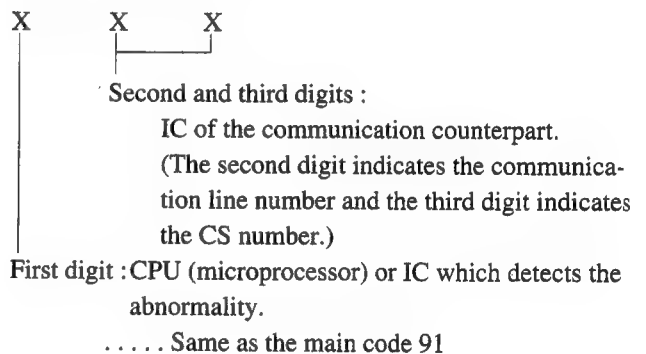 X X X
Second and third digits :
IC of the communication counterpart.
(The second digit indicates the communica-
tion line number and the third digit indicates
the CS number.)
First digit : CPU (microprocessor) or IC which detects the
abnormality.
. . . . . Same as the main code 91